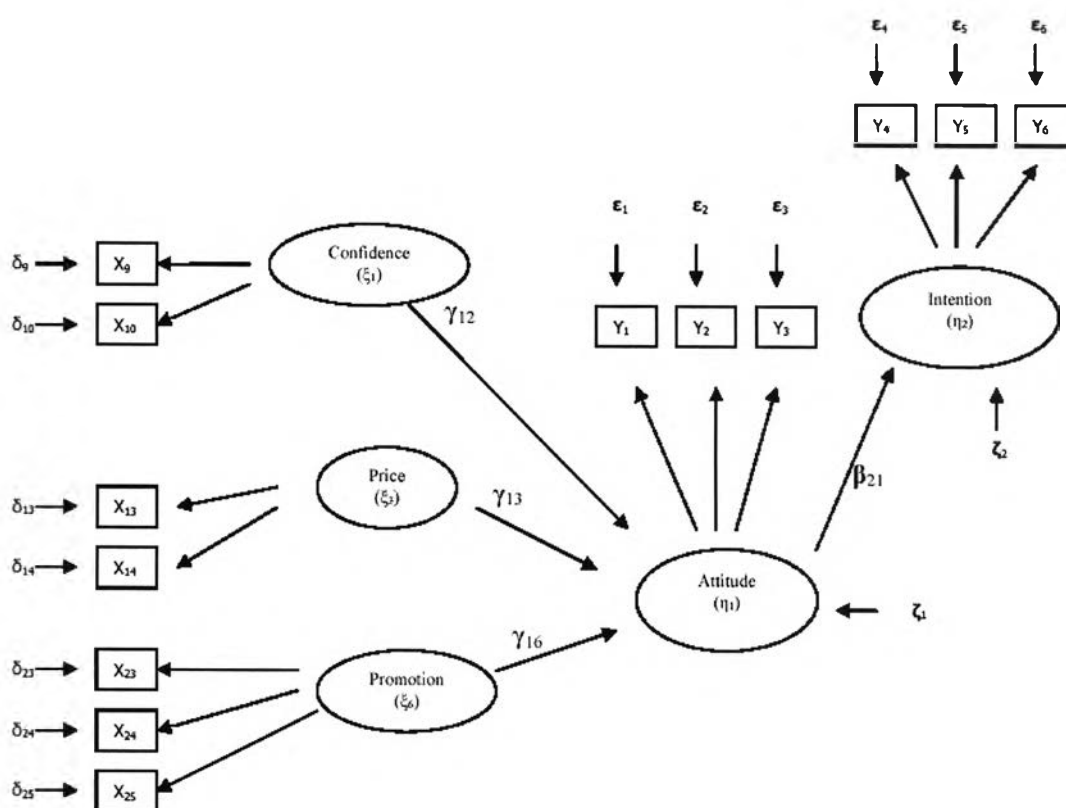 ε₄ ε₅ ε₆
Y₄ Y₅ Y₆
ε₁ ε₂ ε₃
δ₉ X₉
Confidence
(ξ₁)
δ₁₀ X₁₀
γ₁₂
Y₁ Y₂ Y₃
Intention
(η₂)
ζ₂
β₂₁
Price
(ξ₃)
γ₁₃
δ₁₃ X₁₃
δ₁₄ X₁₄
Attitude
(η₁)
ζ₁
γ₁₆
δ₂₃ X₂₃
Promotion
(ξ₆)
δ₂₄ X₂₄
δ₂₅ X₂₅